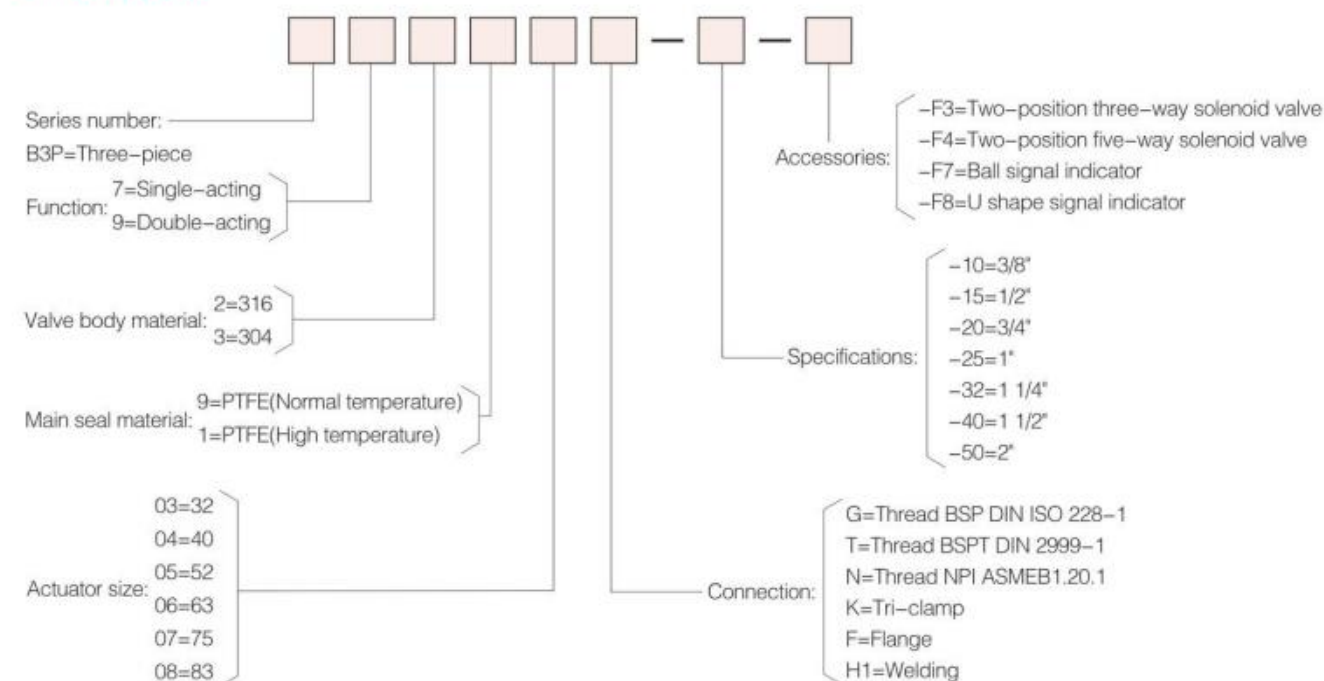 Series number:
B3P=Three-piece
Function:
7=Single-acting
9=Double-acting
Valve body material:
2=316
3=304
Main seal material:
9=PTFE(Normal temperature)
1=PTFE(High temperature)
Actuator size:
03=32
04=40
05=52
06=63
07=75
08=83
Connection:
G=Thread BSP DIN ISO 228-1
T=Thread BSPT DIN 2999-1
N=Thread NPI ASMEB1.20.1
K=Tri-clamp
F=Flange
H1=Welding
Specifications:
-10=3/8"
-15=1/2"
-20=3/4"
-25=1"
-32=1 1/4"
-40=1 1/2"
-50=2"
Accessories:
-F3=Two-position three-way solenoid valve
-F4=Two-position five-way solenoid valve
-F7=Ball signal indicator
-F8=U shape signal indicator